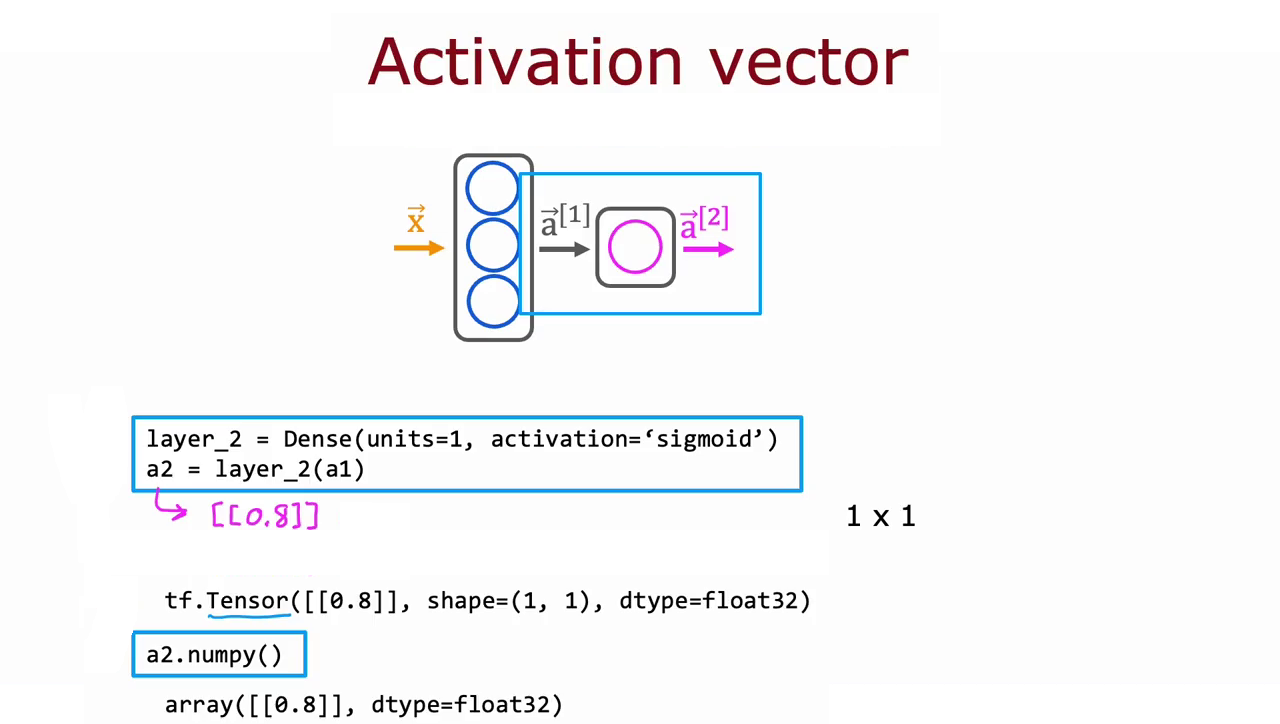 Activation vector
x⃗
a⃗[1]
a⃗[2]
layer_2 = Dense(units=1, activation=‘sigmoid’)
a2 = layer_2(a1)
[[0.8]]
1 x 1
tf.Tensor([[0.8]], shape=(1, 1), dtype=float32)
a2.numpy()
array([[0.8]], dtype=float32)